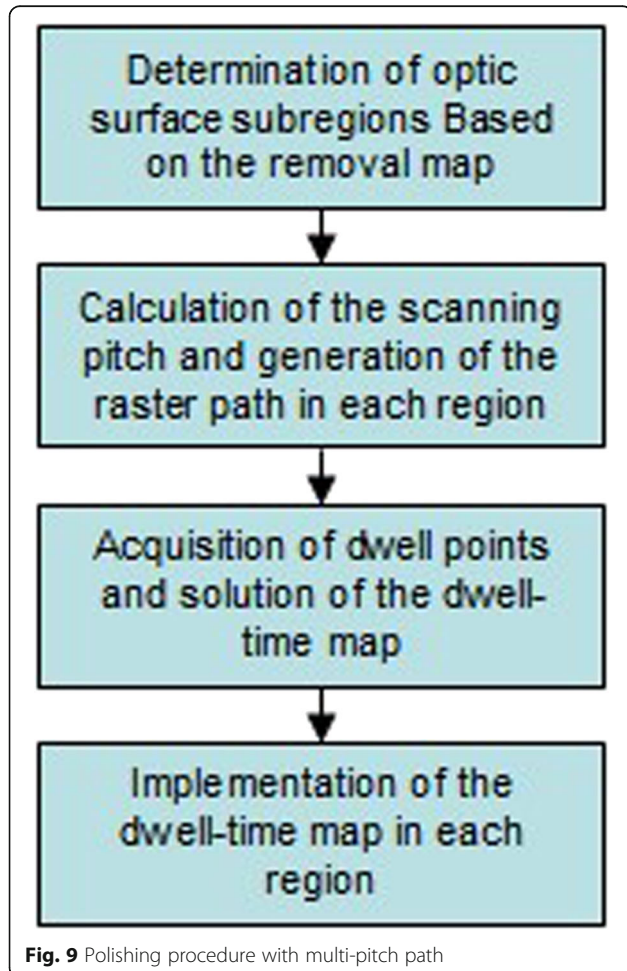 Determination of optic
surface subregions Based
on the removal map
Calculation of the scanning
pitch and generation of the
raster path in each region
Acquisition of dwell points
and solution of the dwell-
time map
Implementation of the
dwell-time map in each
region
Fig. 9 Polishing procedure with multi-pitch path